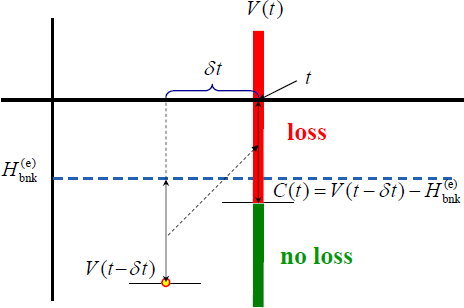 V(t)
δt
t
loss
H_bnk^(e)
C(t) = V(t − δt) − H_bnk^(e)
V(t−δt)
no loss